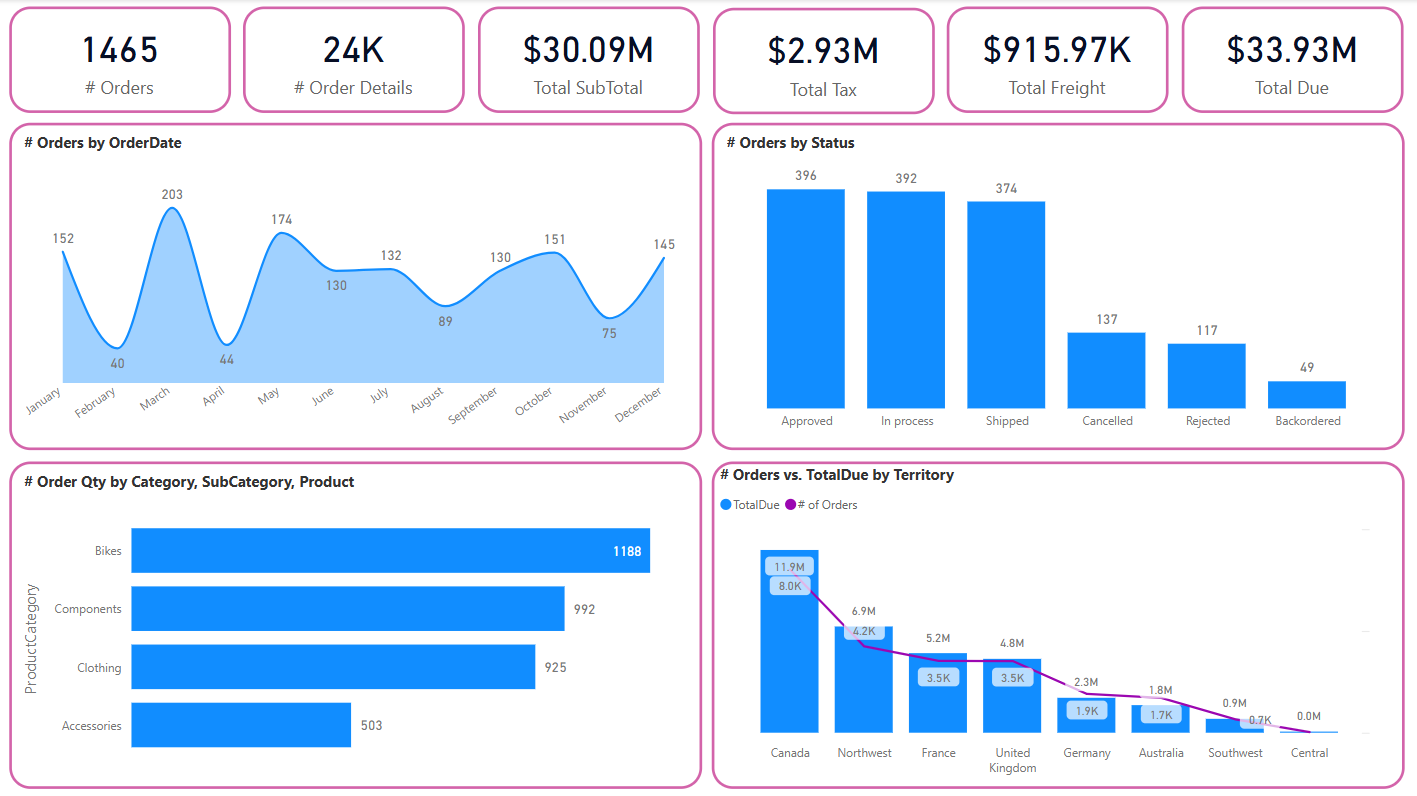 1465
# Orders
24K
# Order Details
$30.09M
Total SubTotal
$2.93M
Total Tax
$915.97K
Total Freight
$33.93M
Total Due
# Orders by OrderDate
152
40
203
44
174
130
132
89
130
151
75
145
January
February
March
April
May
June
July
August
September
October
November
December
# Orders by Status
396
392
374
137
117
49
Approved
In process
Shipped
Cancelled
Rejected
Backordered
# Order Qty by Category, SubCategory, Product
ProductCategory
Bikes
1188
Components
992
Clothing
925
Accessories
503
# Orders vs. TotalDue by Territory
TotalDue
# of Orders
11.9M
8.0K
6.9M
4.2K
5.2M
3.5K
4.8M
3.5K
2.3M
1.9K
1.8M
1.7K
0.9M
0.7K
0.0M
Canada
Northwest
France
United
Kingdom
Germany
Australia
Southwest
Central